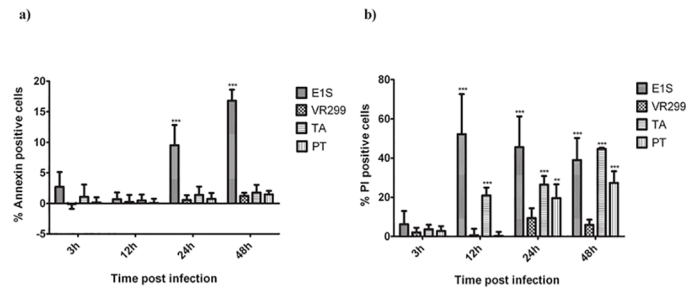 a)
% Annexin positive cells
20
15
10
5
0
-5
***
***
3h 12h 24h 48h
Time post infection
E1S
VR299
TA
PT
b)
% PI positive cells
80
60
40
20
0
***
***
***
***
**
***
***
***
3h 12h 24h 48h
Time post infection
E1S
VR299
TA
PT